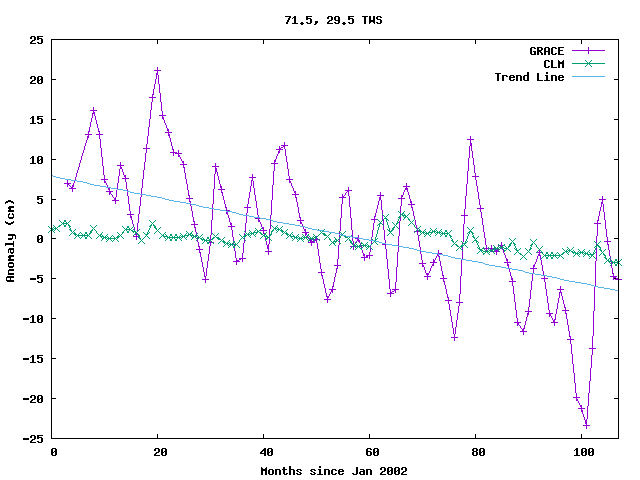 71.5, 29.5 TWS
GRACE
CLM
Trend Line
25
20
15
10
5
0
-5
-10
-15
-20
-25
Anomaly (cm)
0 20 40 60 80 100
Months since Jan 2002